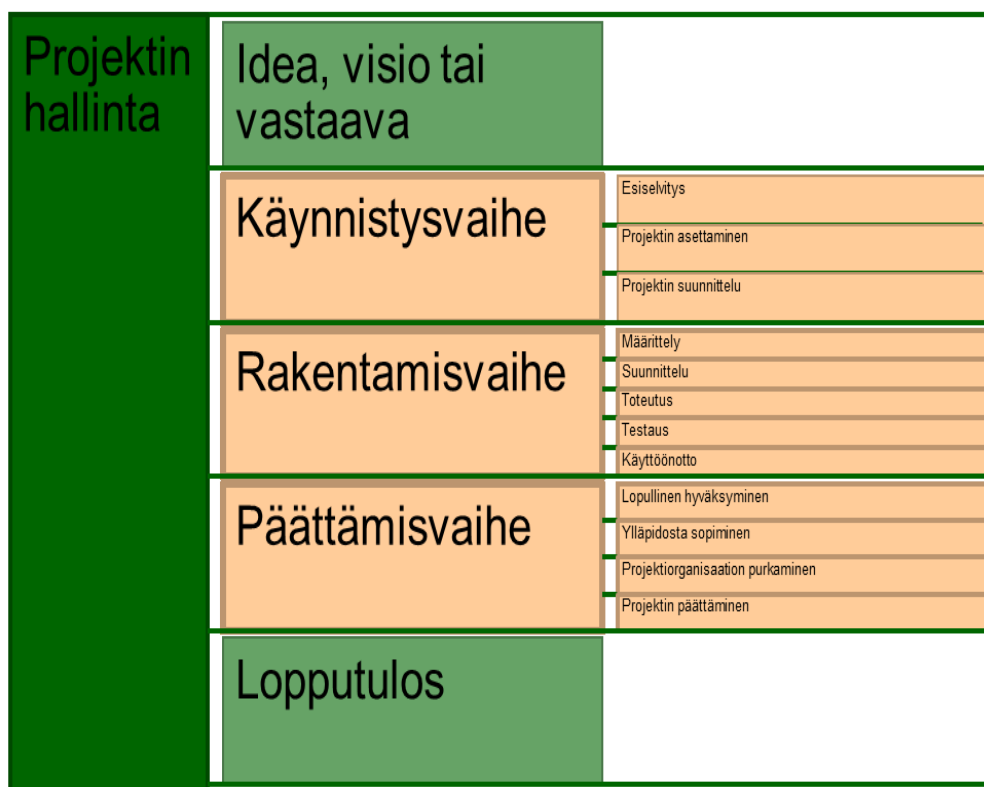 Projektin
hallinta
Idea, visio tai
vastaava
Käynnistysvaihe
Esiselvitys
Projektin asettaminen
Projektin suunnittelu
Rakentamisvaihe
Määrittely
Suunnittelu
Toteutus
Testaus
Käyttöönotto
Päättämisvaihe
Lopullinen hyväksyminen
Ylläpidosta sopiminen
Projektiorganisaation purkaminen
Projektin päättäminen
Lopputulos